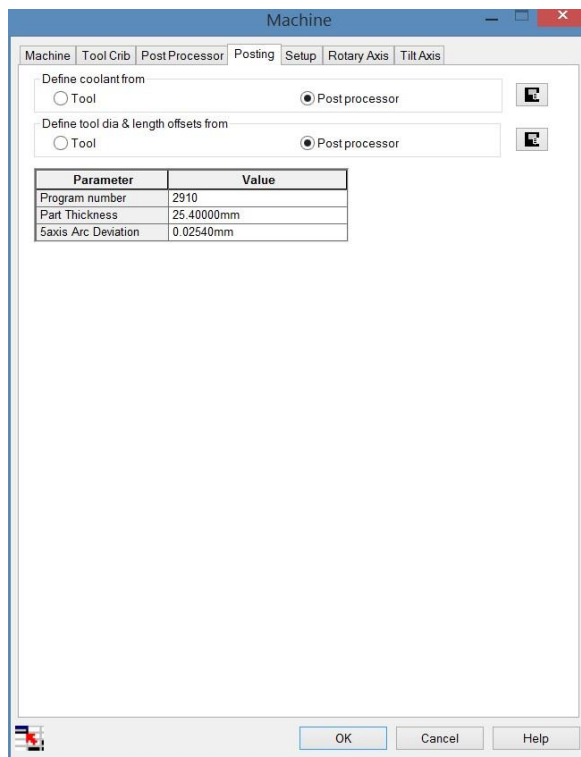 Machine
Machine Tool Crib Post Processor Posting Setup Rotary Axis Tilt Axis
Define coolant from
Tool Post processor
Define tool dia & length offsets from
Tool Post processor
Parameter Value
Program number 2910
Part Thickness 25.40000mm
5axis Arc Deviation 0.02540mm
OK Cancel Help